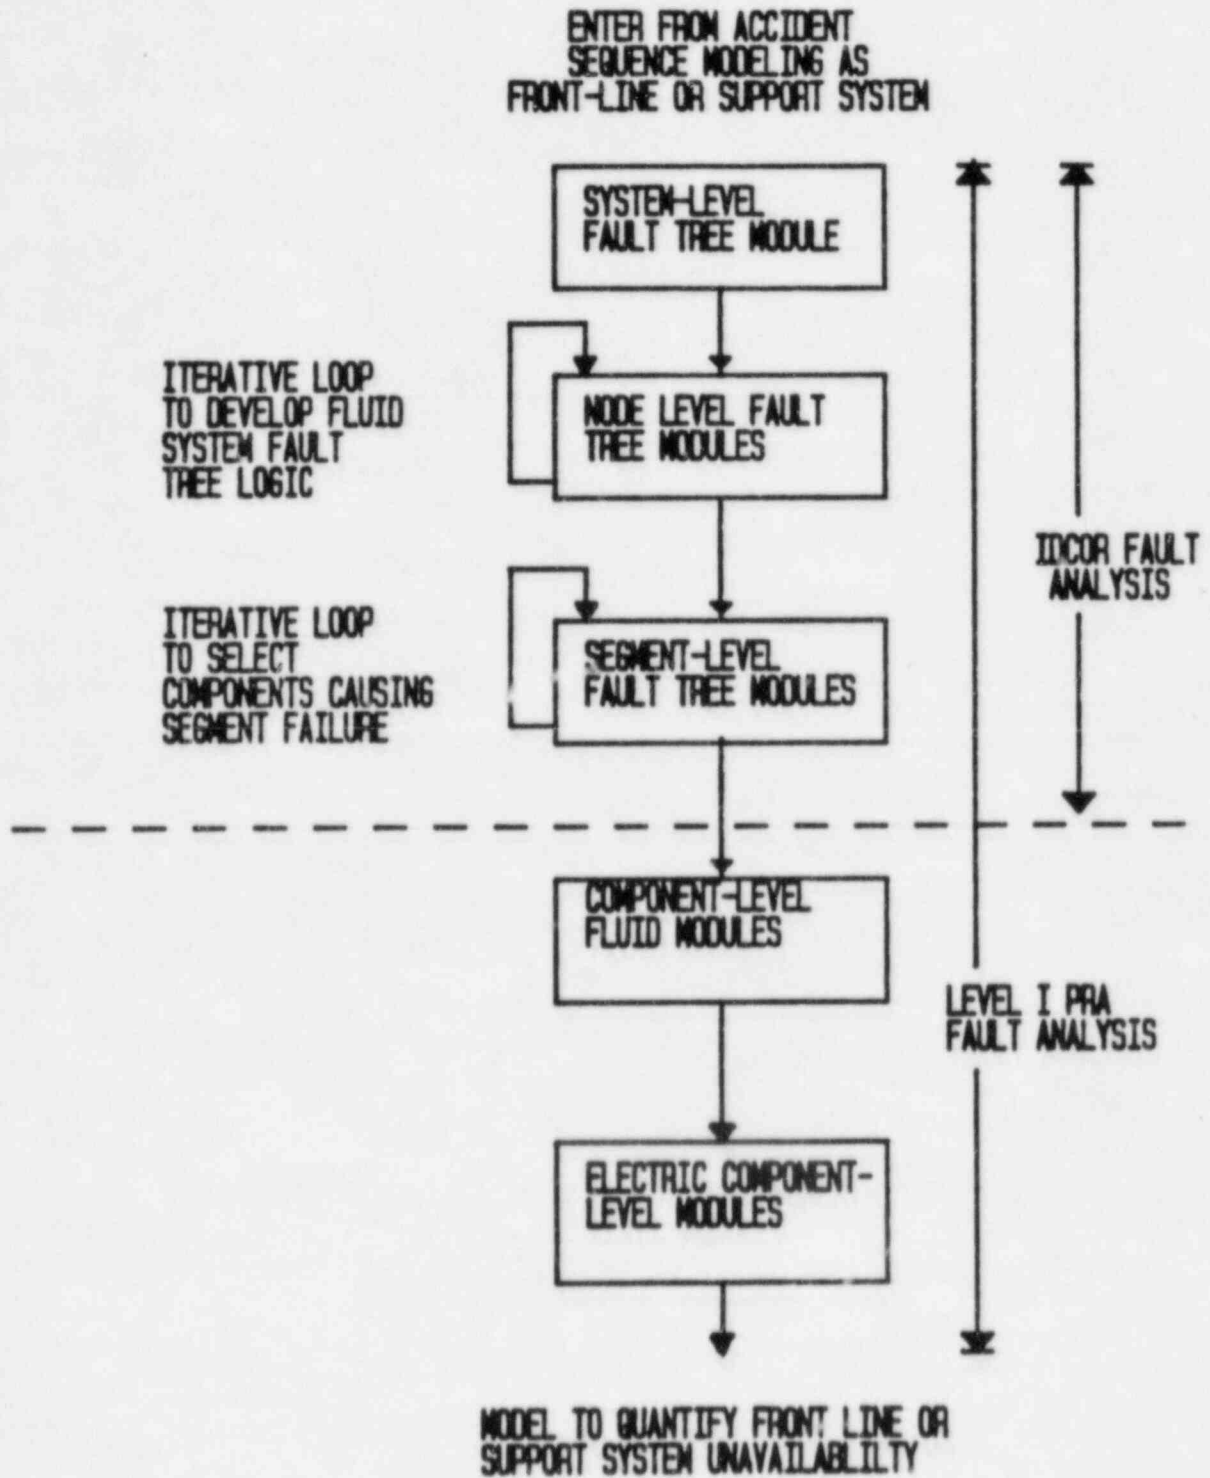 ENTER FROM ACCIDENT
SEQUENCE MODELING AS
FRONT-LINE OR SUPPORT SYSTEM
SYSTEM-LEVEL
FAULT TREE MODULE
ITERATIVE LOOP
TO DEVELOP FLUID
SYSTEM FAULT
TREE LOGIC
NODE LEVEL FAULT
TREE MODULES
IDCOR FAULT
ANALYSIS
ITERATIVE LOOP
TO SELECT
COMPONENTS CAUSING
SEGMENT FAILURE
SEGMENT-LEVEL
FAULT TREE MODULES
COMPONENT-LEVEL
FLUID MODULES
LEVEL I PRA
FAULT ANALYSIS
ELECTRIC COMPONENT-
LEVEL MODULES
MODEL TO QUANTIFY FRONT LINE OR
SUPPORT SYSTEM UNAVAILABLILTY